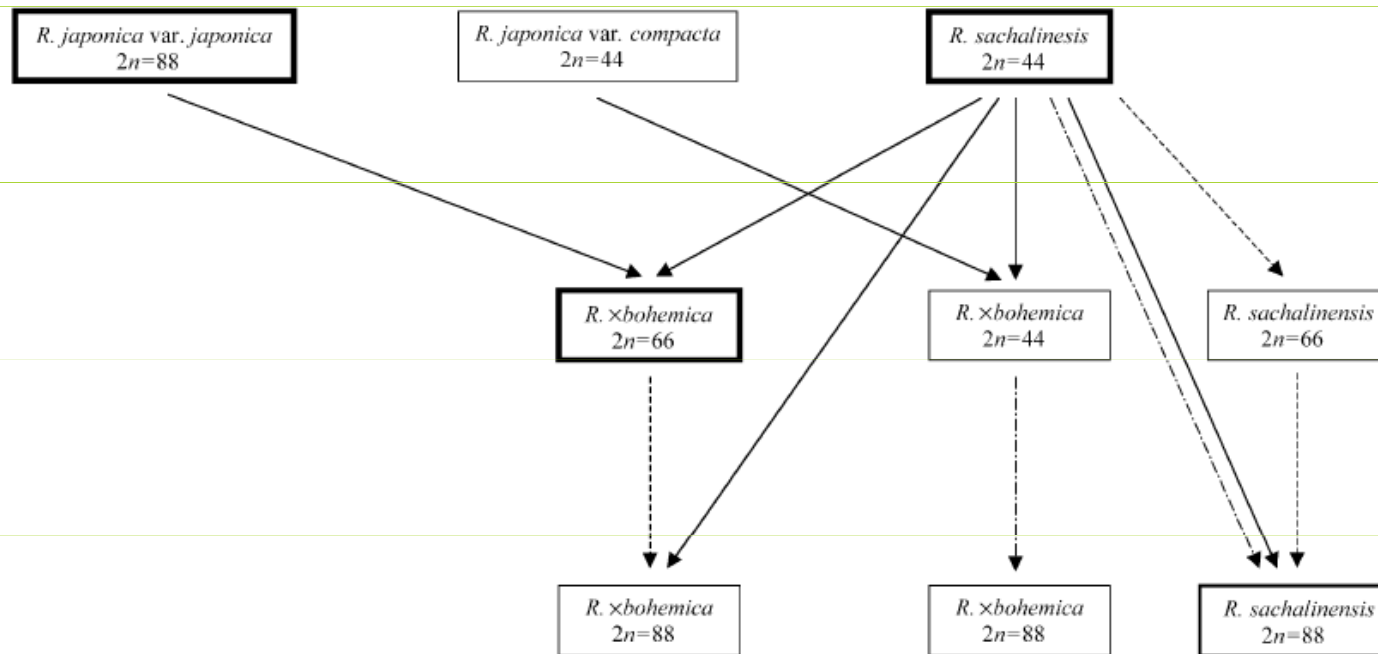 R. japonica var. japonica
2n=88
R. japonica var. compacta
2n=44
R. sachalinesis
2n=44
R. ×bohemica
2n=66
R. ×bohemica
2n=44
R. sachalinensis
2n=66
R. ×bohemica
2n=88
R. ×bohemica
2n=88
R. sachalinensis
2n=88